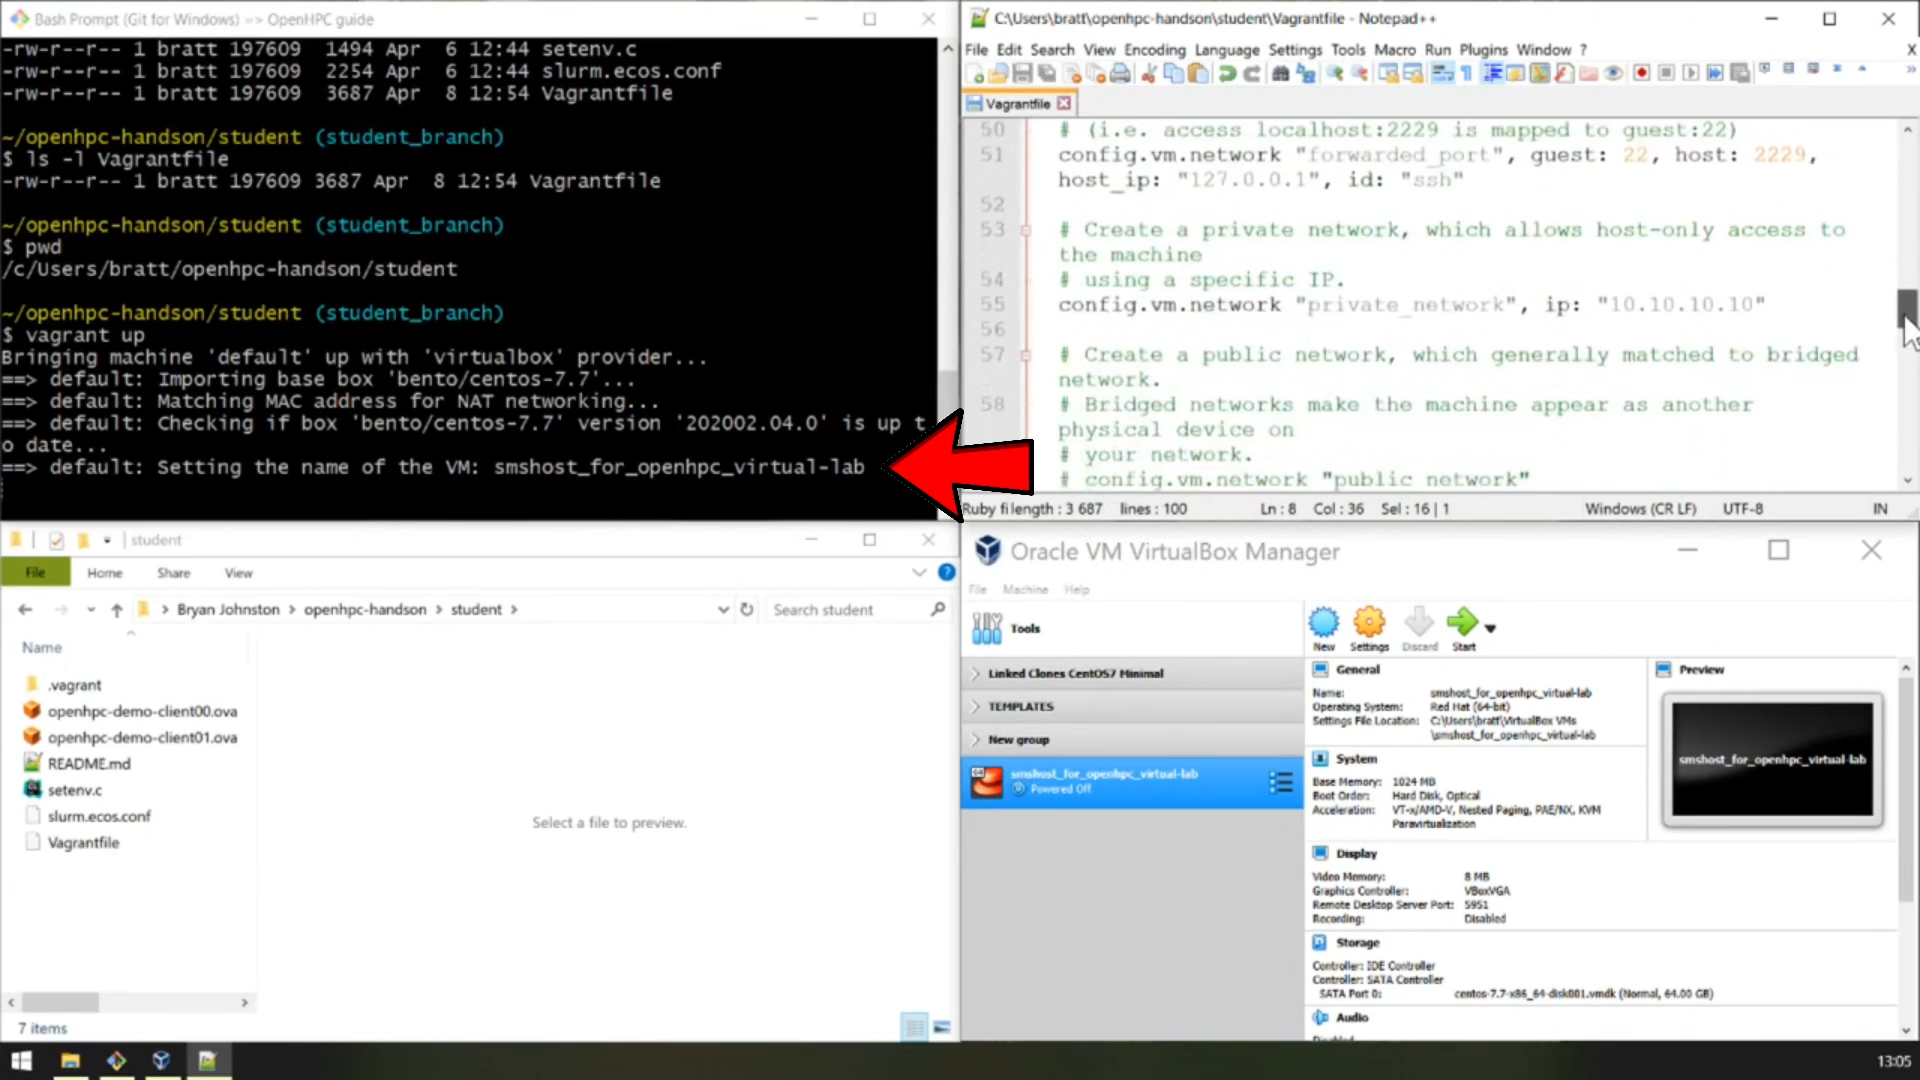 Bash Prompt (Git for Windows) => OpenHPC guide
-rw-r--r-- 1 bratt 197609  1494 Apr  6 12:44 setenv.c
-rw-r--r-- 1 bratt 197609  2254 Apr  6 12:44 slurm.ecos.conf
-rw-r--r-- 1 bratt 197609  3687 Apr  8 12:54 Vagrantfile
~/openhpc-handson/student (student_branch)
$ ls -l Vagrantfile
-rw-r--r-- 1 bratt 197609 3687 Apr  8 12:54 Vagrantfile
~/openhpc-handson/student (student_branch)
$ pwd
/c/Users/bratt/openhpc-handson/student
~/openhpc-handson/student (student_branch)
$ vagrant up
Bringing machine 'default' up with 'virtualbox' provider...
==> default: Importing base box 'bento/centos-7.7'...
==> default: Matching MAC address for NAT networking...
==> default: Checking if box 'bento/centos-7.7' version '202002.04.0' is up t
o date...
==> default: Setting the name of the VM: smshost_for_openhpc_virtual-lab
C:\Users\bratt\openhpc-handson\student\Vagrantfile - Notepad++
File Edit Search View Encoding Language Settings Tools Macro Run Plugins Window ? X
Vagrantfile
50 # (i.e. access localhost:2229 is mapped to guest:22)
51 config.vm.network "forwarded_port", guest: 22, host: 2229,
host_ip: "127.0.0.1", id: "ssh"
52
53 # Create a private network, which allows host-only access to
the machine
54 # using a specific IP.
55 config.vm.network "private_network", ip: "10.10.10.10"
56
57 # Create a public network, which generally matched to bridged
network.
58 # Bridged networks make the machine appear as another
physical device on
# your network.
# config.vm.network "public_network"
Ruby fi length : 3 687 lines : 100 Ln : 8 Col : 36 Sel : 16 | 1 Windows (CR LF) UTF-8 IN
student
File Home Share View
Bryan Johnston > openhpc-handson > student > Search student
Name
.vagrant
openhpc-demo-client00.ova
openhpc-demo-client01.ova
README.md
setenv.c
slurm.ecos.conf
Vagrantfile
Select a file to preview.
7 items
Oracle VM VirtualBox Manager
File Machine Help
Tools
Linked Clones CentOS7 Minimal
TEMPLATES
New group
64
smshost_for_openhpc_virtual-lab
Powered Off
New Settings Discard Start
General
Name: smshost_for_openhpc_virtual-lab
Operating System: Red Hat (64-bit)
Settings File Location: C:\Users\bratt\VirtualBox VMs
\smshost_for_openhpc_virtual-lab
Preview
smshost_for_openhpc_virtual-lab
System
Base Memory: 1024 MB
Boot Order: Hard Disk, Optical
Acceleration: VT-x/AMD-V, Nested Paging, PAE/NX, KVM
Paravirtualization
Display
Video Memory: 8 MB
Graphics Controller: VBoxVGA
Remote Desktop Server Port: 5951
Recording: Disabled
Storage
Controller: IDE Controller
Controller: SATA Controller
SATA Port 0: centos-7.7-x86_64-disk001.vmdk (Normal, 64.00 GB)
Audio
13:05